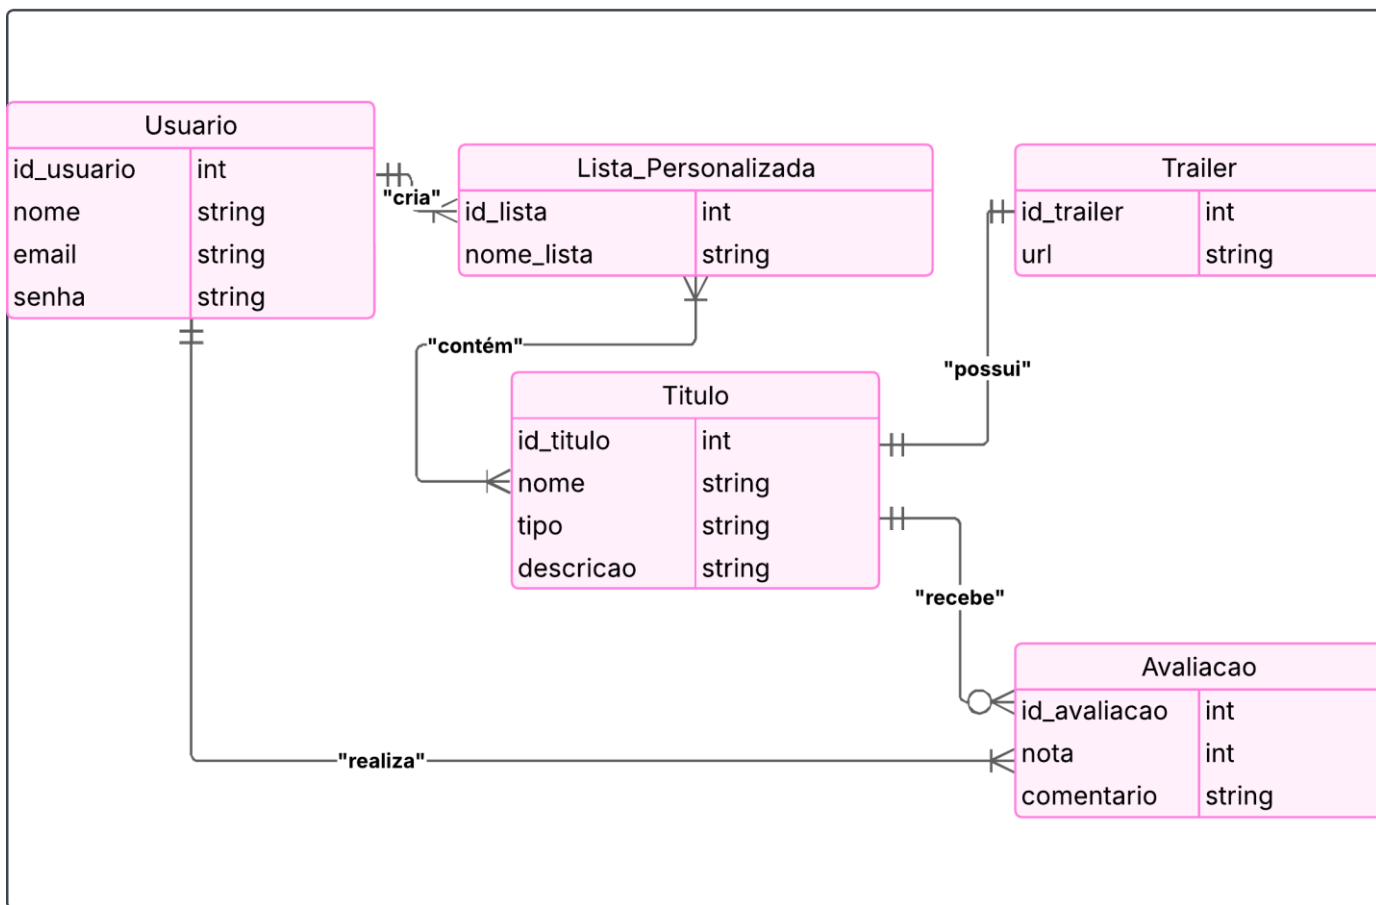 Usuario
id_usuario int
nome string
email string
senha string
"cria"
Lista_Personalizada
id_lista int
nome_lista string
Trailer
id_trailer int
url string
"contém"
"possui"
Titulo
id_titulo int
nome string
tipo string
descricao string
"recebe"
Avaliacao
id_avaliacao int
nota int
comentario string
"realiza"